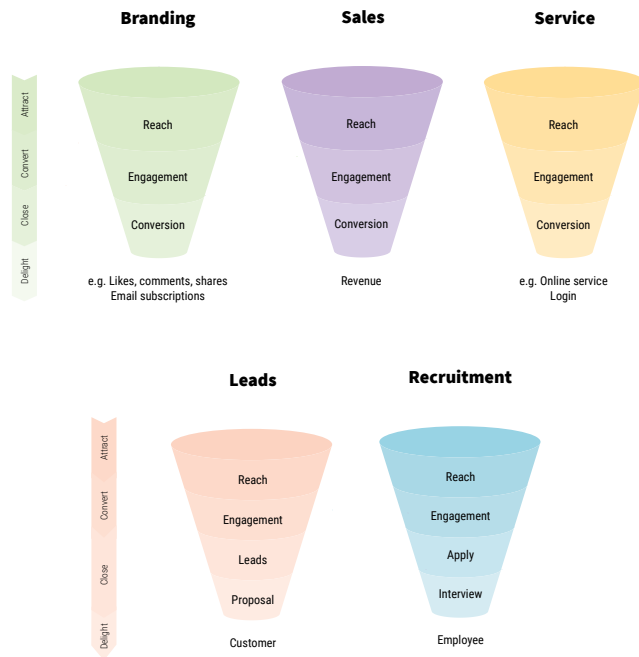 Branding
Sales
Service
Attract
Convert
Close
Delight
Reach
Engagement
Conversion
e.g. Likes, comments, shares
Email subscriptions
Reach
Engagement
Conversion
Revenue
Reach
Engagement
Conversion
e.g. Online service
Login
Leads
Recruitment
Attract
Convert
Close
Delight
Reach
Engagement
Leads
Proposal
Customer
Reach
Engagement
Apply
Interview
Employee